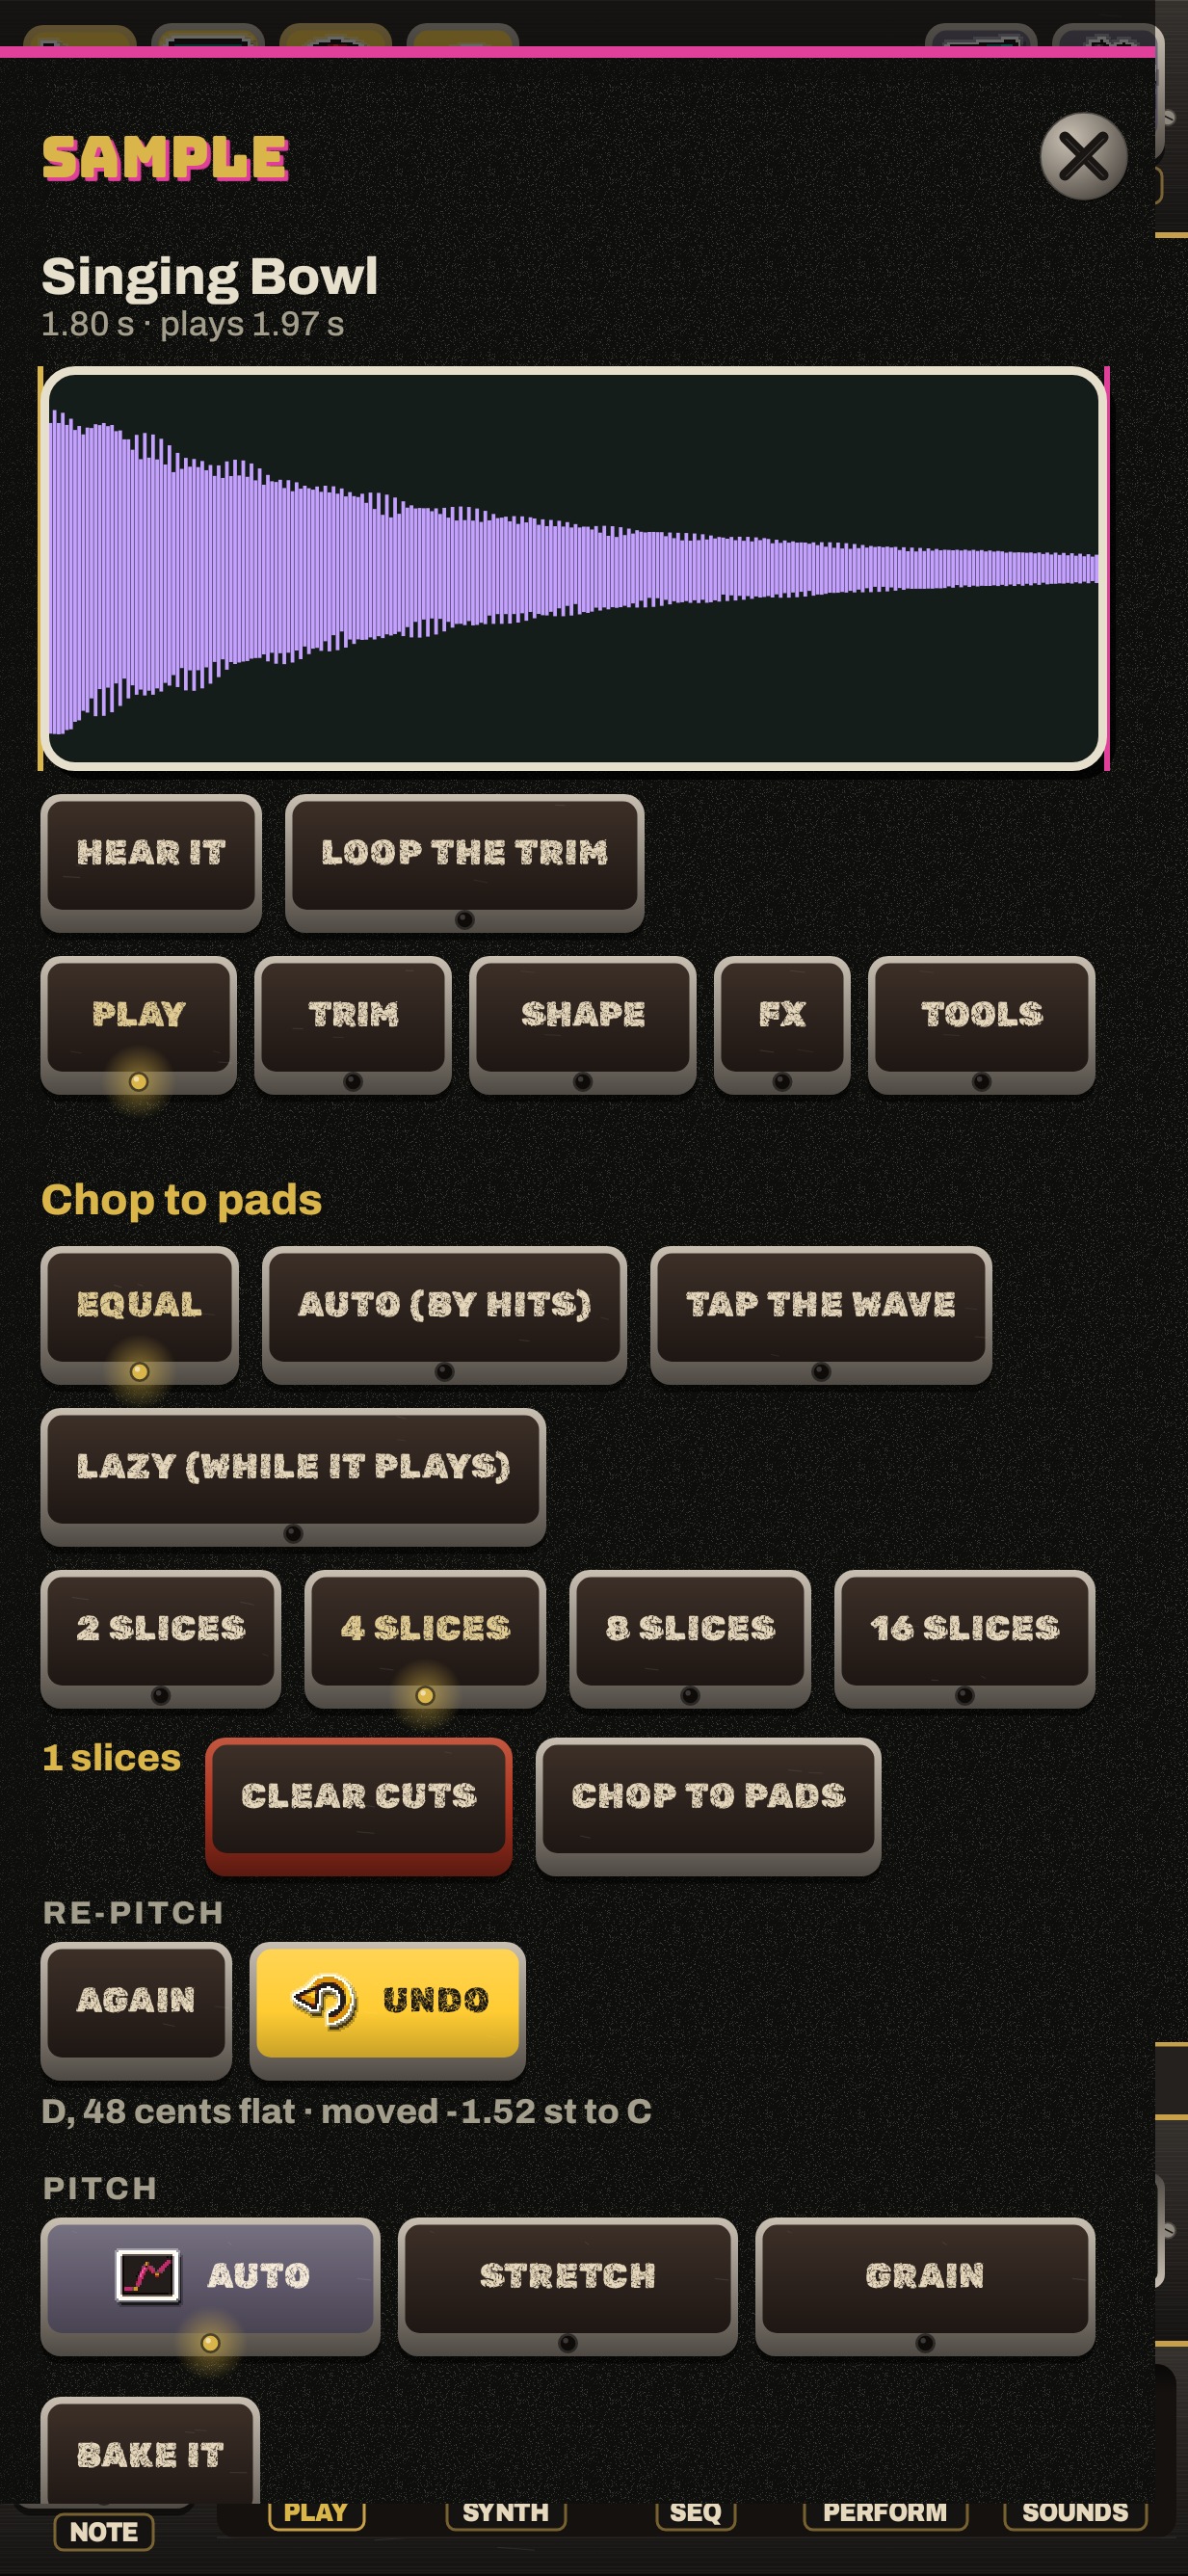 SAMPLE
Singing Bowl
1.80 s · plays 1.97 s
HEAR IT LOOP THE TRIM
PLAY TRIM SHAPE FX TOOLS
Chop to pads
EQUAL AUTO (BY HITS) TAP THE WAVE
LAZY (WHILE IT PLAYS)
2 SLICES 4 SLICES 8 SLICES 16 SLICES
1 slices CLEAR CUTS CHOP TO PADS
RE-PITCH
AGAIN UNDO
D, 48 cents flat · moved -1.52 st to C
PITCH
AUTO STRETCH GRAIN
BAKE IT
NOTE PLAY SYNTH SEQ PERFORM SOUNDS